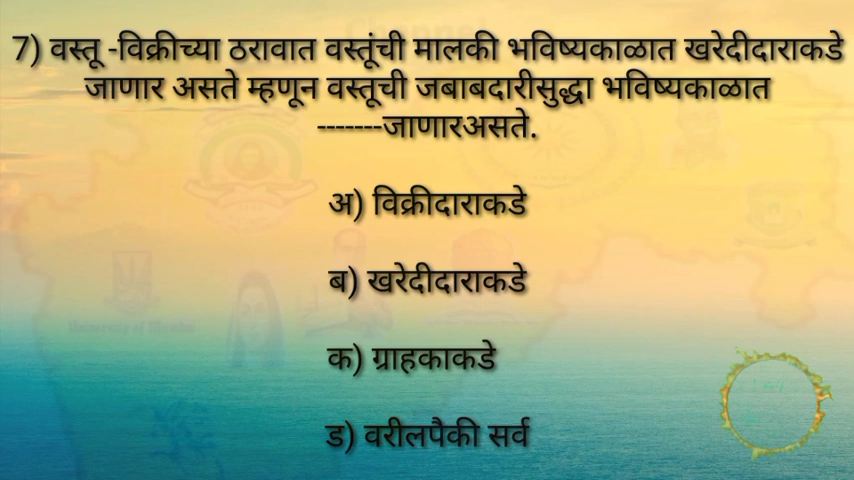 7) वस्तू -विक्रीच्या ठरावात वस्तूंची मालकी भविष्यकाळात खरेदीदाराकडे
जाणार असते म्हणून वस्तूची जबाबदारीसुद्धा भविष्यकाळात
-------जाणारअसते.
अ) विक्रीदाराकडे
ब) खरेदीदाराकडे
क) ग्राहकाकडे
ड) वरीलपैकी सर्व